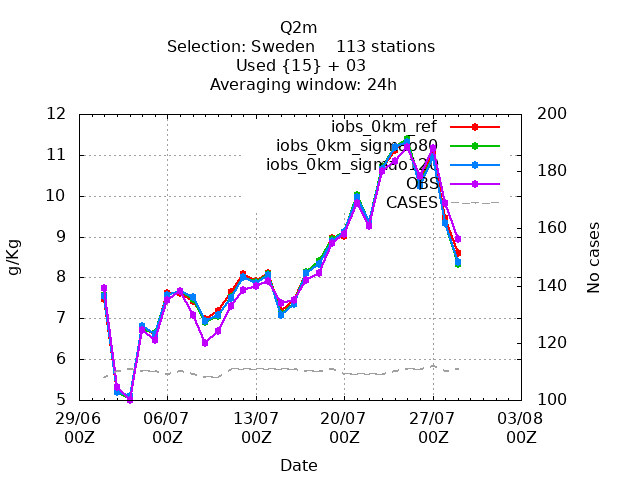 Q2m
Selection: Sweden    113 stations
Used {15} + 03
Averaging window: 24h
12
11
10
9
8
7
6
5
g/Kg
200
180
160
140
120
100
No cases
iobs_0km_ref
iobs_0km_sigmao80
iobs_0km_sigmao120
OBS
CASES
29/06 06/07 13/07 20/07 27/07 03/08
00Z 00Z 00Z 00Z 00Z 00Z
Date